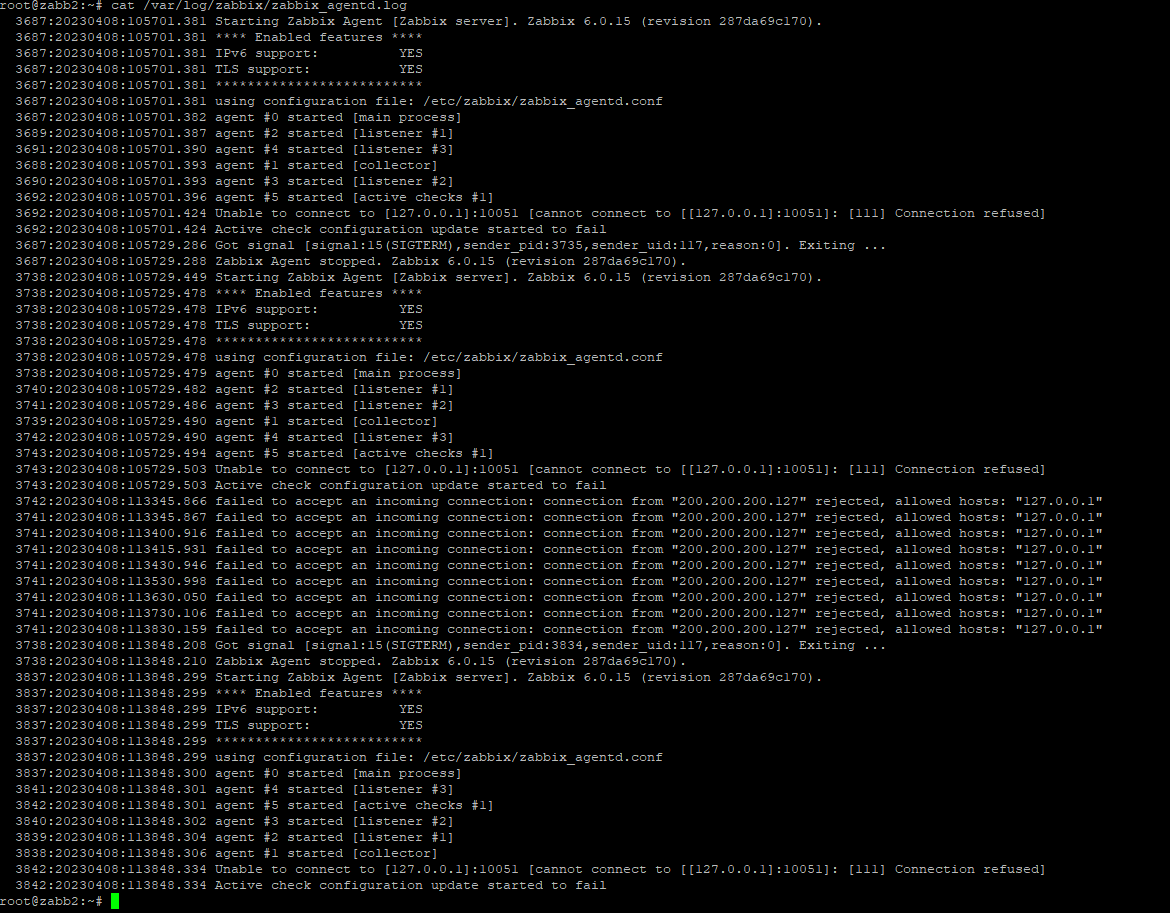 root@zabb2:~# cat /var/log/zabbix/zabbix_agentd.log
3687:20230408:105701.381 Starting Zabbix Agent [Zabbix server]. Zabbix 6.0.15 (revision 287da69c170).
3687:20230408:105701.381 **** Enabled features ****
3687:20230408:105701.381 IPv6 support:          YES
3687:20230408:105701.381 TLS support:           YES
3687:20230408:105701.381 **************************
3687:20230408:105701.381 using configuration file: /etc/zabbix/zabbix_agentd.conf
3687:20230408:105701.382 agent #0 started [main process]
3689:20230408:105701.387 agent #2 started [listener #1]
3691:20230408:105701.390 agent #4 started [listener #3]
3688:20230408:105701.393 agent #1 started [collector]
3690:20230408:105701.393 agent #3 started [listener #2]
3692:20230408:105701.396 agent #5 started [active checks #1]
3692:20230408:105701.424 Unable to connect to [127.0.0.1]:10051 [cannot connect to [[127.0.0.1]:10051]: [111] Connection refused]
3692:20230408:105701.424 Active check configuration update started to fail
3687:20230408:105729.286 Got signal [signal:15(SIGTERM),sender_pid:3735,sender_uid:117,reason:0]. Exiting ...
3687:20230408:105729.288 Zabbix Agent stopped. Zabbix 6.0.15 (revision 287da69c170).
3738:20230408:105729.449 Starting Zabbix Agent [Zabbix server]. Zabbix 6.0.15 (revision 287da69c170).
3738:20230408:105729.478 **** Enabled features ****
3738:20230408:105729.478 IPv6 support:          YES
3738:20230408:105729.478 TLS support:           YES
3738:20230408:105729.478 **************************
3738:20230408:105729.478 using configuration file: /etc/zabbix/zabbix_agentd.conf
3738:20230408:105729.479 agent #0 started [main process]
3740:20230408:105729.482 agent #2 started [listener #1]
3741:20230408:105729.486 agent #3 started [listener #2]
3739:20230408:105729.490 agent #1 started [collector]
3742:20230408:105729.490 agent #4 started [listener #3]
3743:20230408:105729.494 agent #5 started [active checks #1]
3743:20230408:105729.503 Unable to connect to [127.0.0.1]:10051 [cannot connect to [[127.0.0.1]:10051]: [111] Connection refused]
3743:20230408:105729.503 Active check configuration update started to fail
3742:20230408:113345.866 failed to accept an incoming connection: connection from "200.200.200.127" rejected, allowed hosts: "127.0.0.1"
3741:20230408:113345.867 failed to accept an incoming connection: connection from "200.200.200.127" rejected, allowed hosts: "127.0.0.1"
3741:20230408:113400.916 failed to accept an incoming connection: connection from "200.200.200.127" rejected, allowed hosts: "127.0.0.1"
3741:20230408:113415.931 failed to accept an incoming connection: connection from "200.200.200.127" rejected, allowed hosts: "127.0.0.1"
3741:20230408:113430.946 failed to accept an incoming connection: connection from "200.200.200.127" rejected, allowed hosts: "127.0.0.1"
3741:20230408:113530.998 failed to accept an incoming connection: connection from "200.200.200.127" rejected, allowed hosts: "127.0.0.1"
3741:20230408:113630.050 failed to accept an incoming connection: connection from "200.200.200.127" rejected, allowed hosts: "127.0.0.1"
3741:20230408:113730.106 failed to accept an incoming connection: connection from "200.200.200.127" rejected, allowed hosts: "127.0.0.1"
3741:20230408:113830.159 failed to accept an incoming connection: connection from "200.200.200.127" rejected, allowed hosts: "127.0.0.1"
3738:20230408:113848.208 Got signal [signal:15(SIGTERM),sender_pid:3834,sender_uid:117,reason:0]. Exiting ...
3738:20230408:113848.210 Zabbix Agent stopped. Zabbix 6.0.15 (revision 287da69c170).
3837:20230408:113848.299 Starting Zabbix Agent [Zabbix server]. Zabbix 6.0.15 (revision 287da69c170).
3837:20230408:113848.299 **** Enabled features ****
3837:20230408:113848.299 IPv6 support:          YES
3837:20230408:113848.299 TLS support:           YES
3837:20230408:113848.299 **************************
3837:20230408:113848.299 using configuration file: /etc/zabbix/zabbix_agentd.conf
3837:20230408:113848.300 agent #0 started [main process]
3841:20230408:113848.301 agent #4 started [listener #3]
3842:20230408:113848.301 agent #5 started [active checks #1]
3840:20230408:113848.302 agent #3 started [listener #2]
3839:20230408:113848.304 agent #2 started [listener #1]
3838:20230408:113848.306 agent #1 started [collector]
3842:20230408:113848.334 Unable to connect to [127.0.0.1]:10051 [cannot connect to [[127.0.0.1]:10051]: [111] Connection refused]
3842:20230408:113848.334 Active check configuration update started to fail
root@zabb2:~#